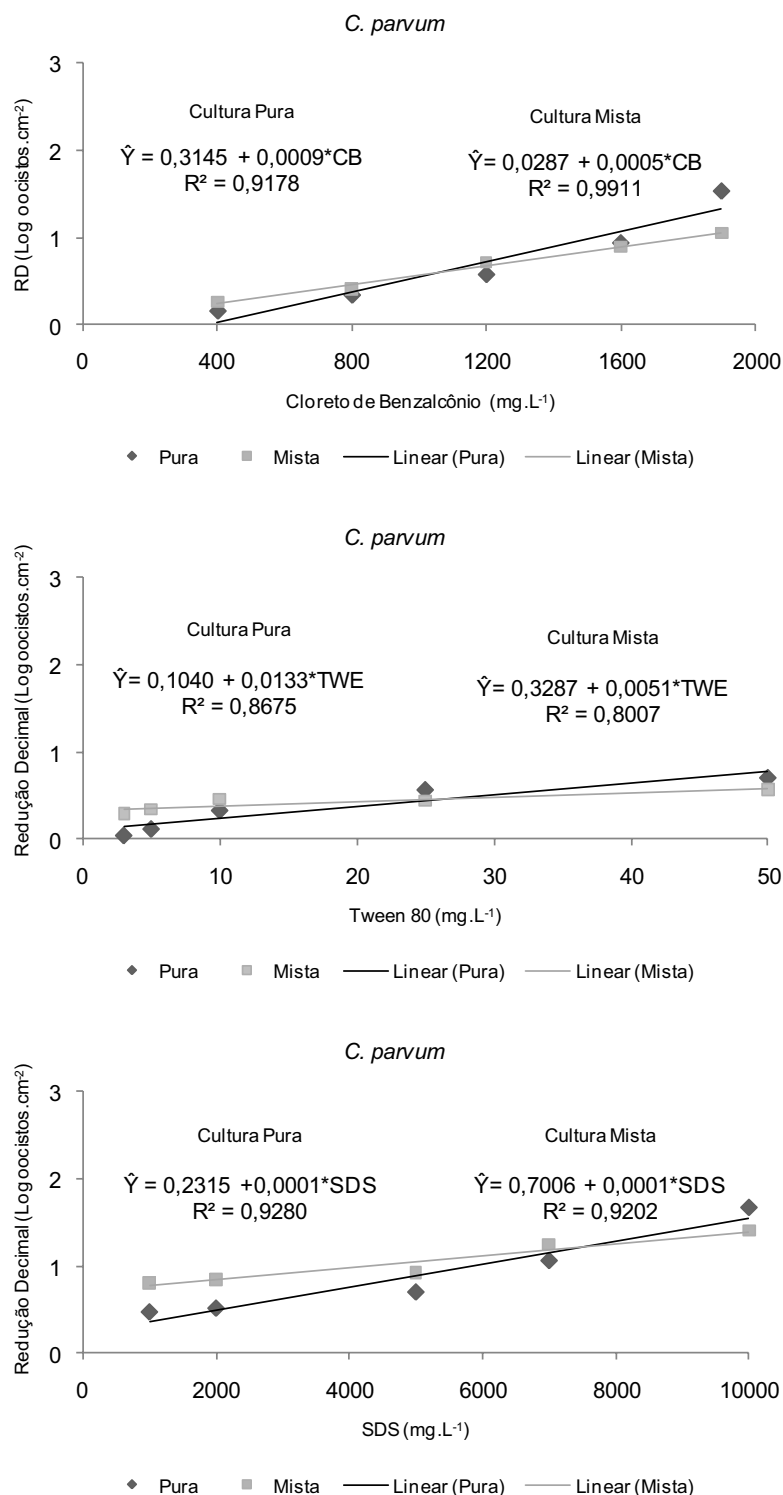 C. parvum
3
2
1
0
RD (Log oocistos.cm-2)
Cultura Pura
Ŷ = 0,3145 + 0,0009*CB
R² = 0,9178
Cultura Mista
Ŷ= 0,0287 + 0,0005*CB
R² = 0,9911
0 400 800 1200 1600 2000
Cloreto de Benzalcônio (mg.L-1)
Pura Mista Linear (Pura) Linear (Mista)
C. parvum
3
2
1
0
Redução Decimal (Log oocistos.cm-2)
Cultura Pura
Ŷ= 0,1040 + 0,0133*TWE
R² = 0,8675
Cultura Mista
Ŷ= 0,3287 + 0,0051*TWE
R² = 0,8007
0 10 20 30 40 50
Tween 80 (mg.L-1)
Pura Mista Linear (Pura) Linear (Mista)
C. parvum
3
2
1
0
Redução Decimal (Log oocistos.cm-2)
Cultura Pura
Ŷ = 0,2315 +0,0001*SDS
R² = 0,9280
Cultura Mista
Ŷ= 0,7006 + 0,0001*SDS
R² = 0,9202
0 2000 4000 6000 8000 10000
SDS (mg.L-1)
Pura Mista Linear (Pura) Linear (Mista)